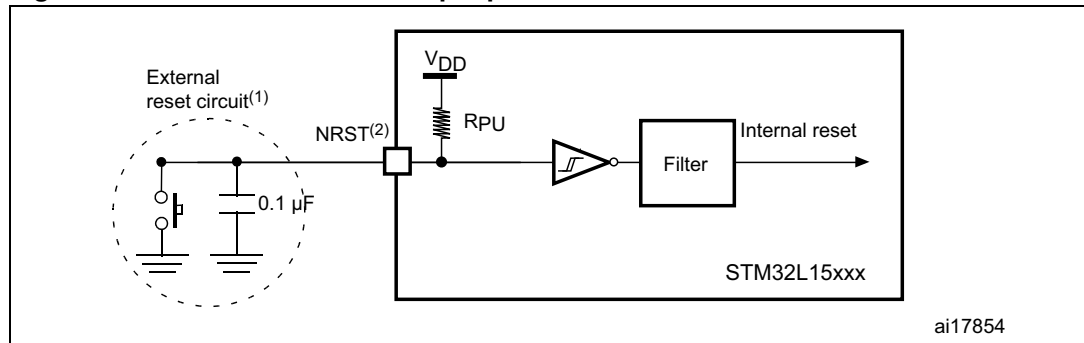 External
reset circuit(1)
VDD
RPU
NRST(2)
Internal reset
Filter
0.1 µF
STM32L15xxx
ai17854